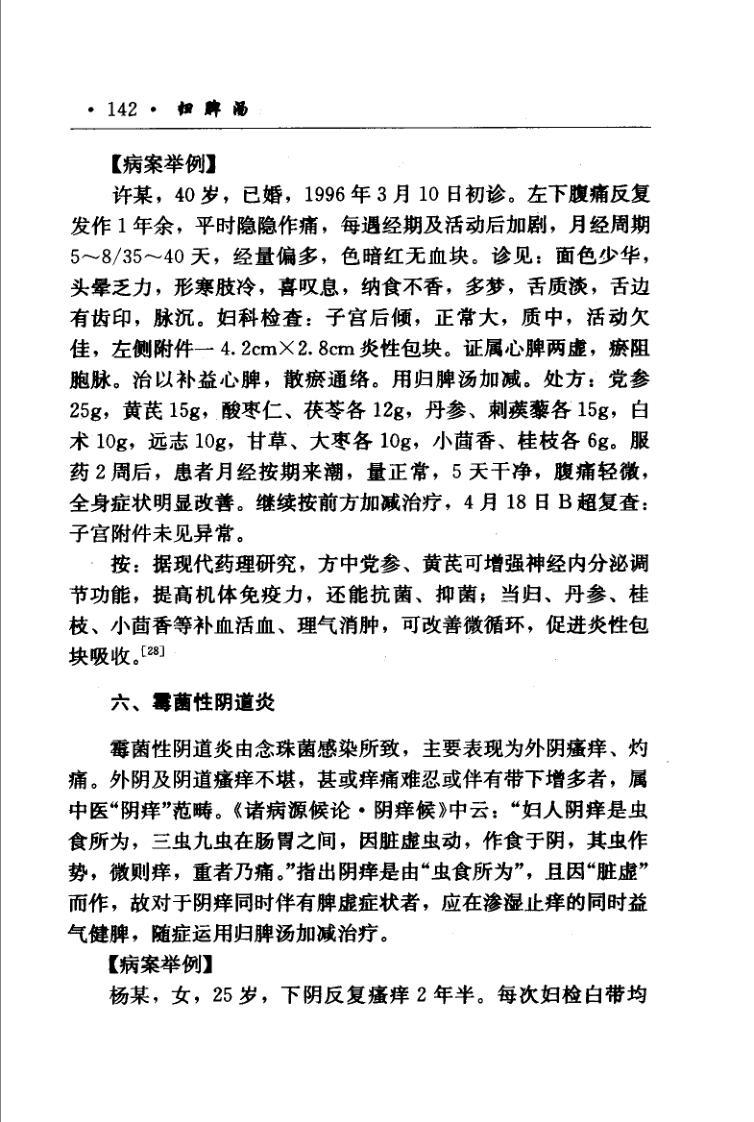 · 142 · 归脾汤
【病案举例】
许某，40岁，已婚，1996年3月10日初诊。左下腹痛反复
发作1年余，平时隐隐作痛，每遇经期及活动后加剧，月经周期
5～8/35～40天，经量偏多，色暗红无血块。诊见：面色少华，
头晕乏力，形寒肢冷，喜叹息，纳食不香，多梦，舌质淡，舌边
有齿印，脉沉。妇科检查：子宫后倾，正常大，质中，活动欠
佳，左侧附件一4.2cm×2.8cm炎性包块。证属心脾两虚，瘀阻
胞脉。治以补益心脾，散瘀通络。用归脾汤加减。处方：党参
25g，黄芪15g，酸枣仁、茯苓各12g，丹参、刺蒺藜各15g，白
术10g，远志10g，甘草、大枣各10g，小茴香、桂枝各6g。服
药2周后，患者月经按期来潮，量正常，5天干净，腹痛轻微，
全身症状明显改善。继续按前方加减治疗，4月18日B超复查：
子宫附件未见异常。
按：据现代药理研究，方中党参、黄芪可增强神经内分泌调
节功能，提高机体免疫力，还能抗菌、抑菌；当归、丹参、桂
枝、小茴香等补血活血、理气消肿，可改善微循环，促进炎性包
块吸收。[28]
六、霉菌性阴道炎
霉菌性阴道炎由念珠菌感染所致，主要表现为外阴瘙痒、灼
痛。外阴及阴道瘙痒不堪，甚或痒痛难忍或伴有带下增多者，属
中医“阴痒”范畴。《诸病源候论·阴痒候》中云：“妇人阴痒是虫
食所为，三虫九虫在肠胃之间，因脏虚虫动，作食于阴，其虫作
势，微则痒，重者乃痛。”指出阴痒是由“虫食所为”，且因“脏虚”
而作，故对于阴痒同时伴有脾虚症状者，应在渗湿止痒的同时益
气健脾，随症运用归脾汤加减治疗。
【病案举例】
杨某，女，25岁，下阴反复瘙痒2年半。每次妇检白带均